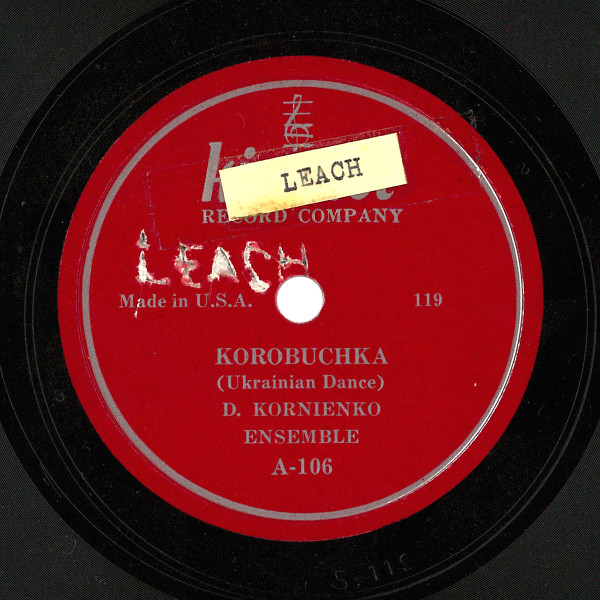 LEACH
RECORD COMPANY
LEACH
Made in U.S.A. 119
KOROBUCHKA
(Ukrainian Dance)
D. KORNIENKO
ENSEMBLE
A-106